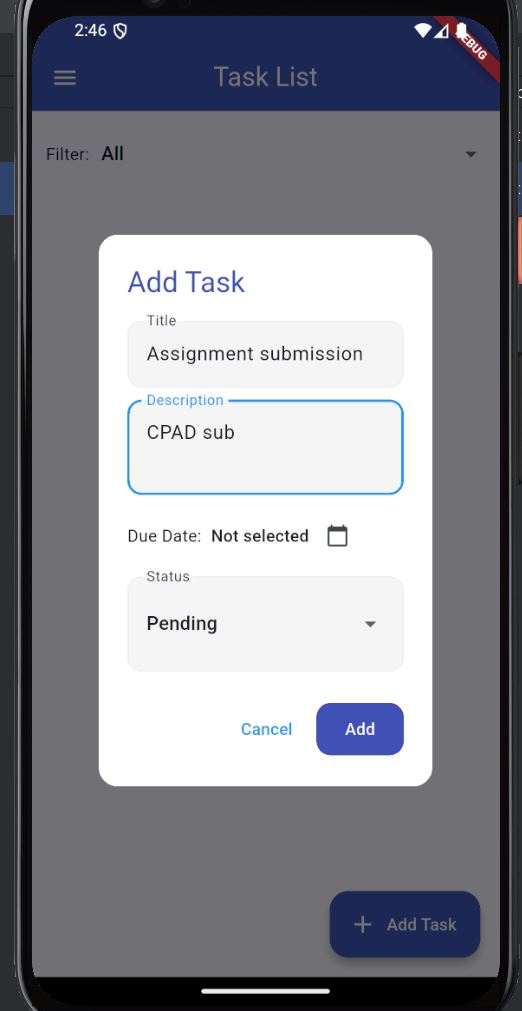 2:46
DEBUG
Task List
Filter: All
Add Task
Title
Assignment submission
Description
CPAD sub
Due Date: Not selected
Status
Pending
Cancel Add
+ Add Task